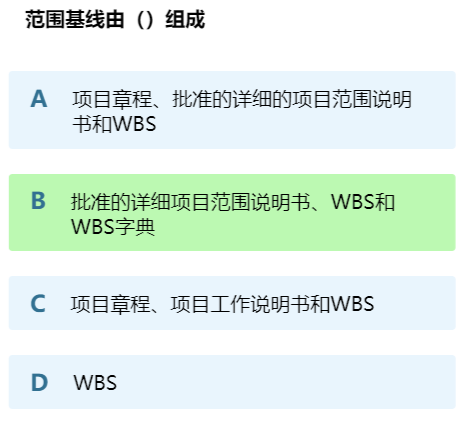 范围基线由（）组成
A 项目章程、批准的详细的项目范围说明
书和WBS
B 批准的详细项目范围说明书、WBS和
WBS字典
C 项目章程、项目工作说明书和WBS
D WBS